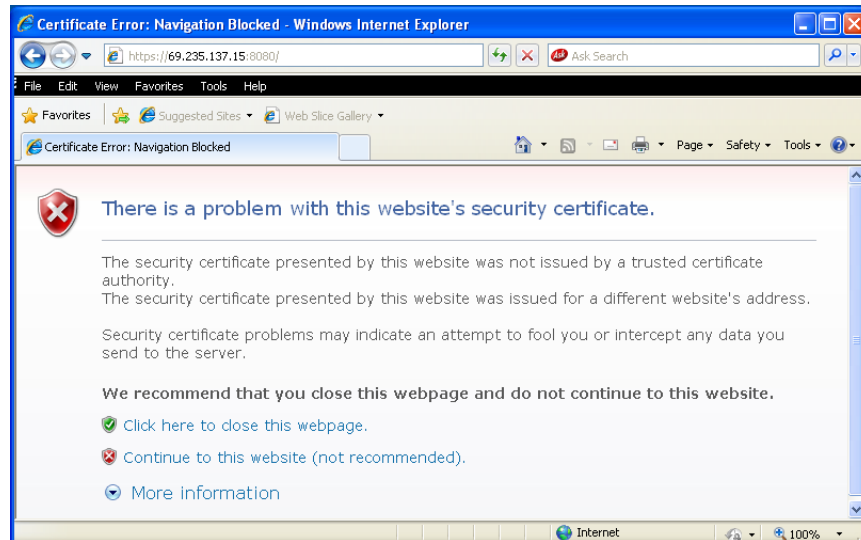 Certificate Error: Navigation Blocked - Windows Internet Explorer
https://69.235.137.15:8080/
Ask Search
File Edit View Favorites Tools Help
Favorites Suggested Sites Web Slice Gallery
Certificate Error: Navigation Blocked Page Safety Tools
There is a problem with this website's security certificate.
The security certificate presented by this website was not issued by a trusted certificate
authority.
The security certificate presented by this website was issued for a different website's address.
Security certificate problems may indicate an attempt to fool you or intercept any data you
send to the server.
We recommend that you close this webpage and do not continue to this website.
Click here to close this webpage.
Continue to this website (not recommended).
More information
Internet 100%